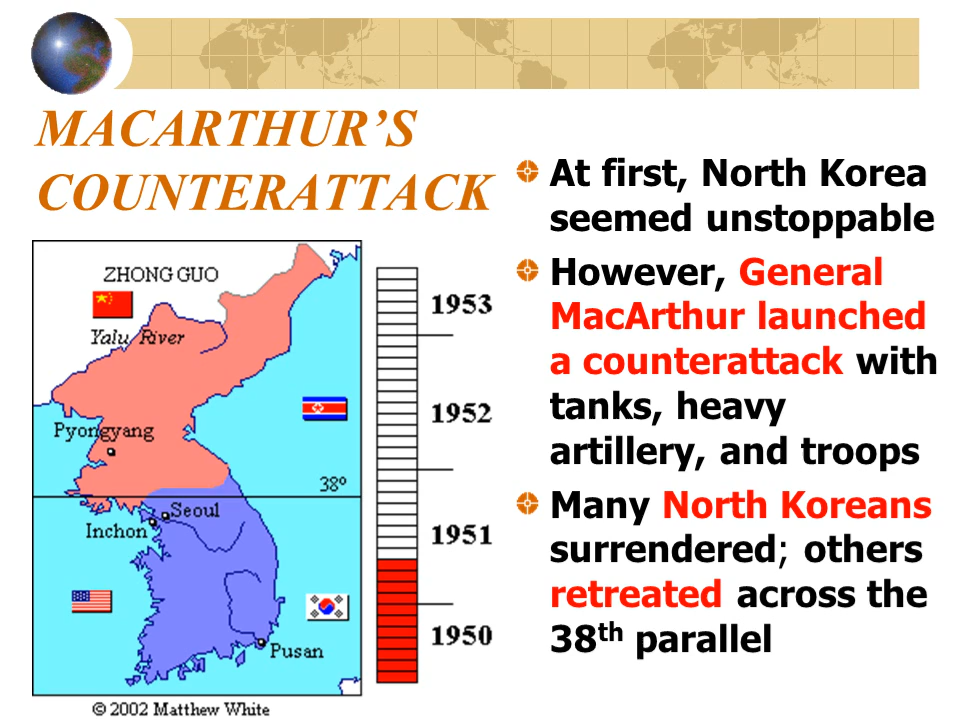 MACARTHUR’S
COUNTERATTACK
At first, North Korea
seemed unstoppable
However, General
MacArthur launched
a counterattack with
tanks, heavy
artillery, and troops
Many North Koreans
surrendered; others
retreated across the
38th parallel
ZHONG GUO
Yalu River
Pyongyang
38º
Seoul
Inchon
Pusan
1953
1952
1951
1950
© 2002 Matthew White